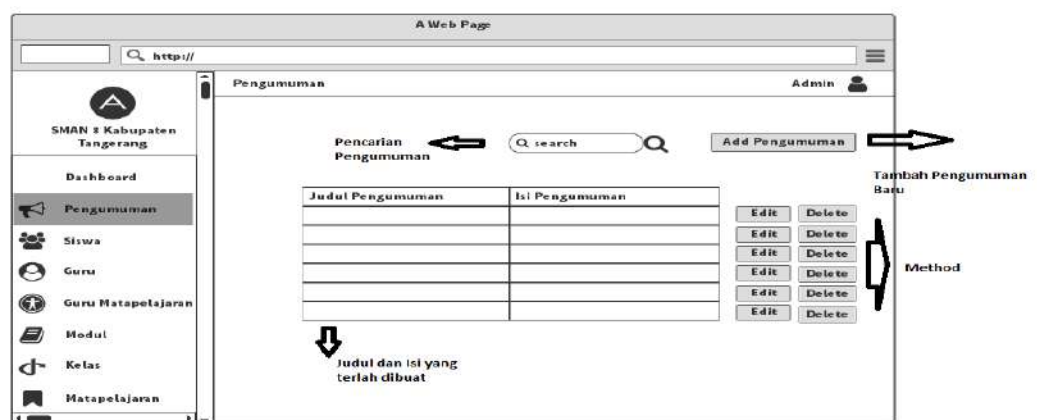 A Web Page
http://
Pengumuman
Admin
SMAN 8 Kabupaten
Tangerang
Dashboard
Pengumuman
Siswa
Guru
Guru Matapelajaran
Modul
Kelas
Matapelajaran
Pencarian
Pengumuman
search
Add Pengumuman
Tambah Pengumuman
Baru
Judul Pengumuman
Isi Pengumuman
Edit Delete
Edit Delete
Edit Delete
Edit Delete
Edit Delete
Edit Delete
Method
Judul dan Isi yang
terlah dibuat